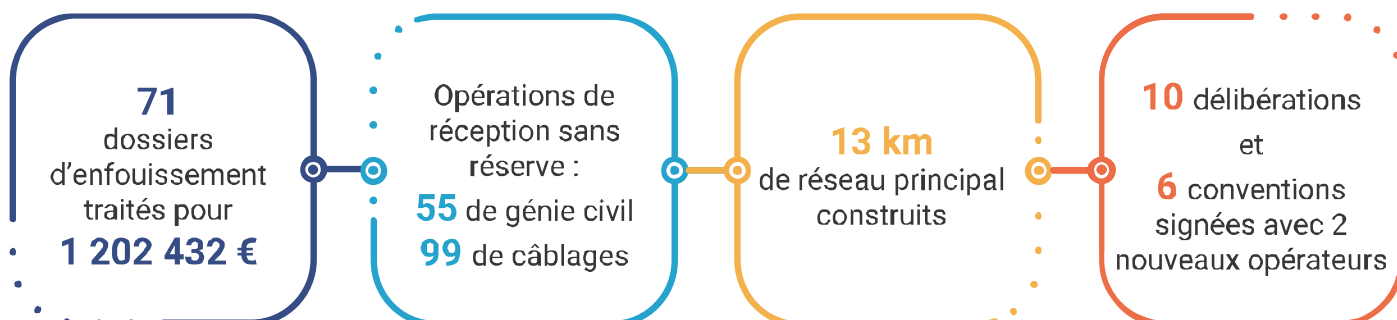 71
dossiers
d’enfouissement
traités pour
1 202 432 €
Opérations de
réception sans
réserve :
55 de génie civil
99 de câblages
13 km
de réseau principal
construits
10 délibérations
et
6 conventions
signées avec 2
nouveaux opérateurs